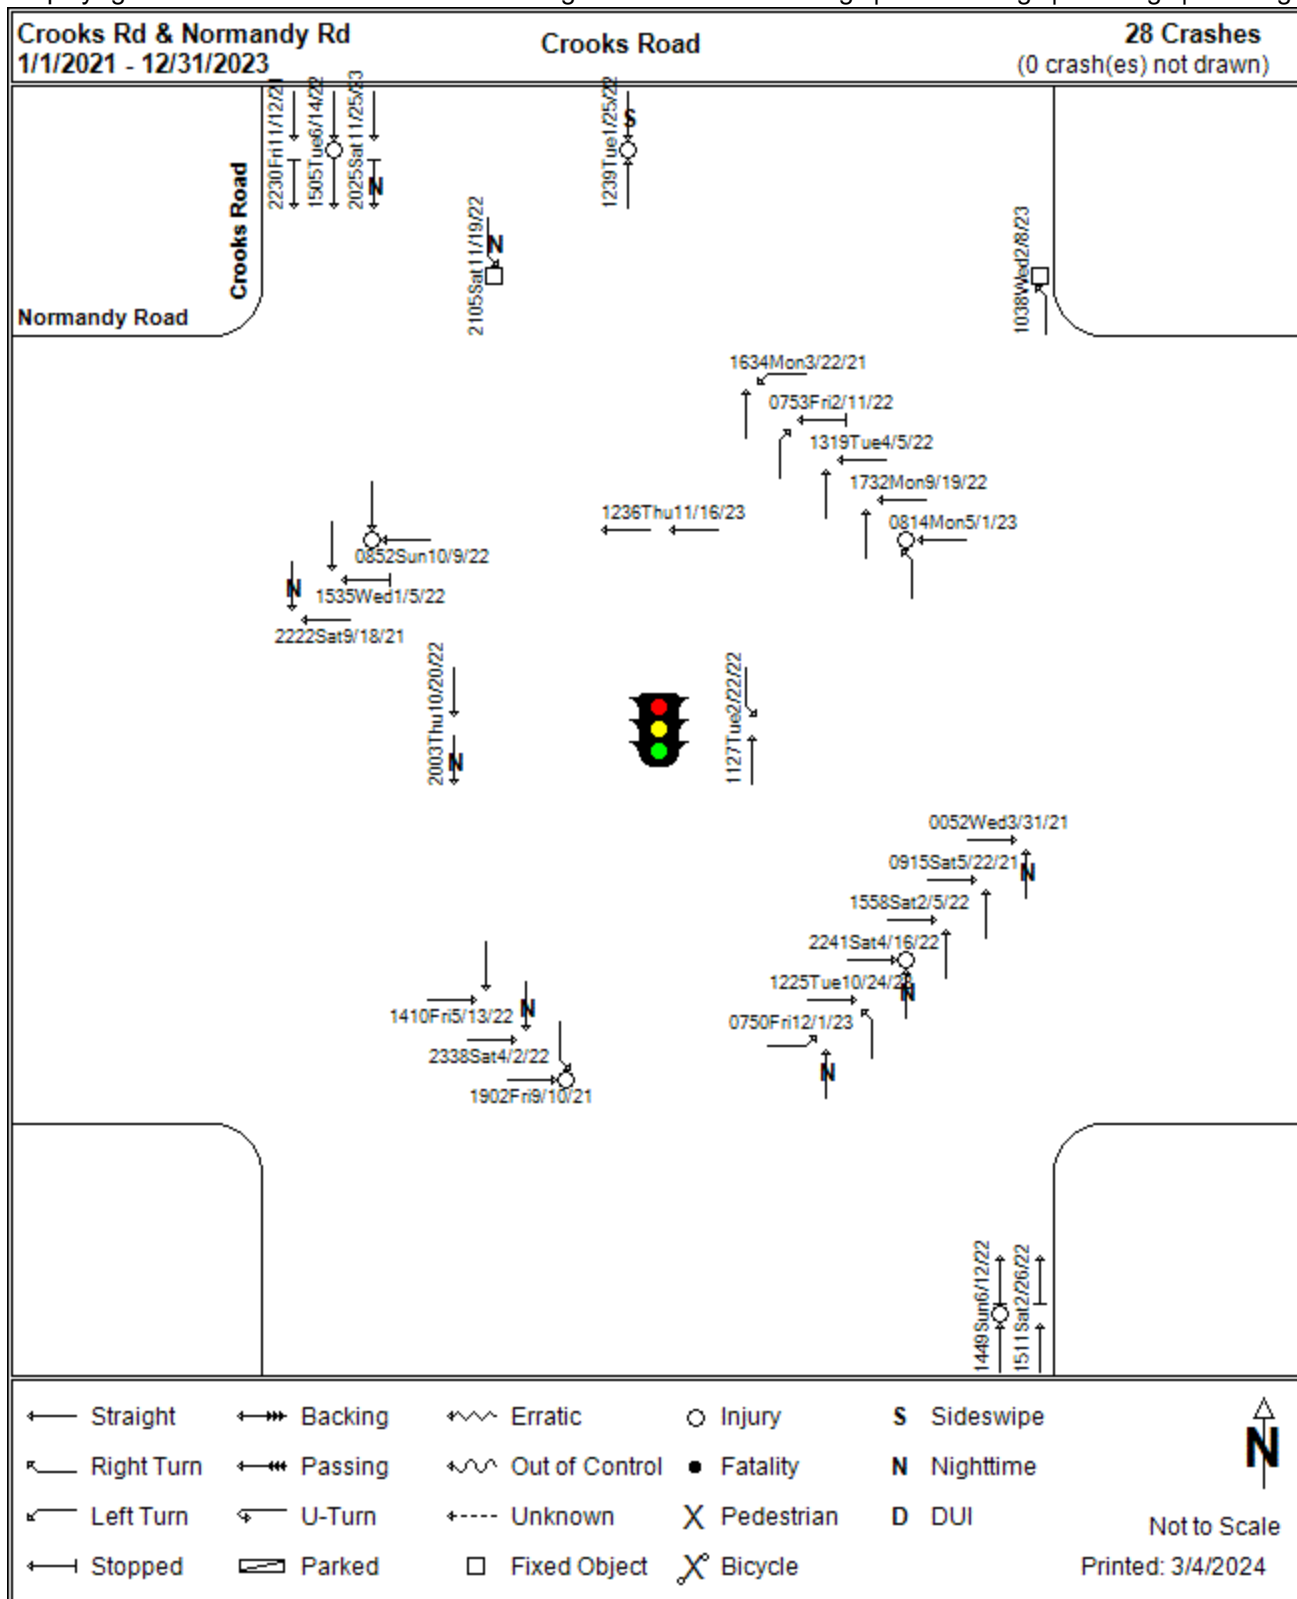 Crooks Rd & Normandy Rd
1/1/2021 - 12/31/2023
Crooks Road
28 Crashes
(0 crash(es) not drawn)
2230Fri11/12/21
1505Tue6/14/22
2025Sat11/25/23
N
1239Tue1/25/22
S
Crooks Road
2105Sat11/19/22
N
1038Wed2/8/23
Normandy Road
1634Mon3/22/21
0753Fri2/11/22
1319Tue4/5/22
1732Mon9/19/22
1236Thu11/16/23
0814Mon5/1/23
0852Sun10/9/22
N
1535Wed1/5/22
2222Sat9/18/21
2003Thu10/20/22
N
1127Tue2/22/22
0052Wed3/31/21
0915Sat5/22/21
N
1558Sat2/5/22
2241Sat4/16/22
1225Tue10/24/23
N
1410Fri5/13/22
N
0750Fri12/1/23
2338Sat4/2/22
N
1902Fri9/10/21
1449Sun6/12/22
1511Sat2/26/22
Straight Backing Erratic Injury S Sideswipe
Right Turn Passing Out of Control Fatality N Nighttime
N
Left Turn U-Turn Unknown Pedestrian D DUI
Not to Scale
Stopped Parked Fixed Object Bicycle
Printed: 3/4/2024